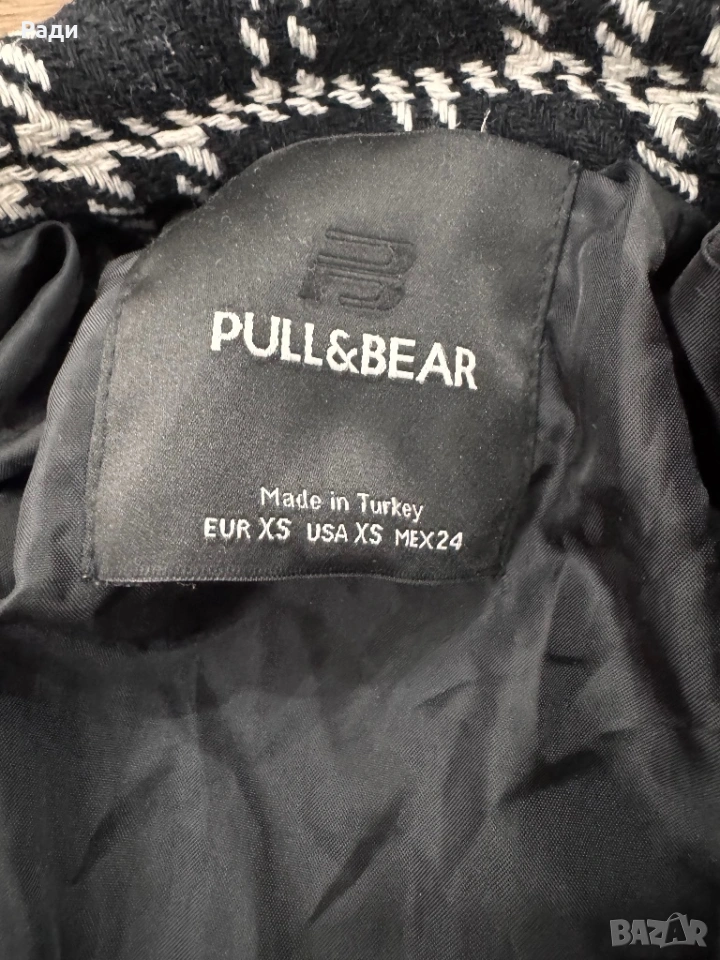 Вади
PULL&BEAR
Made in Turkey
EUR XS USA XS MEX24
BAZAR